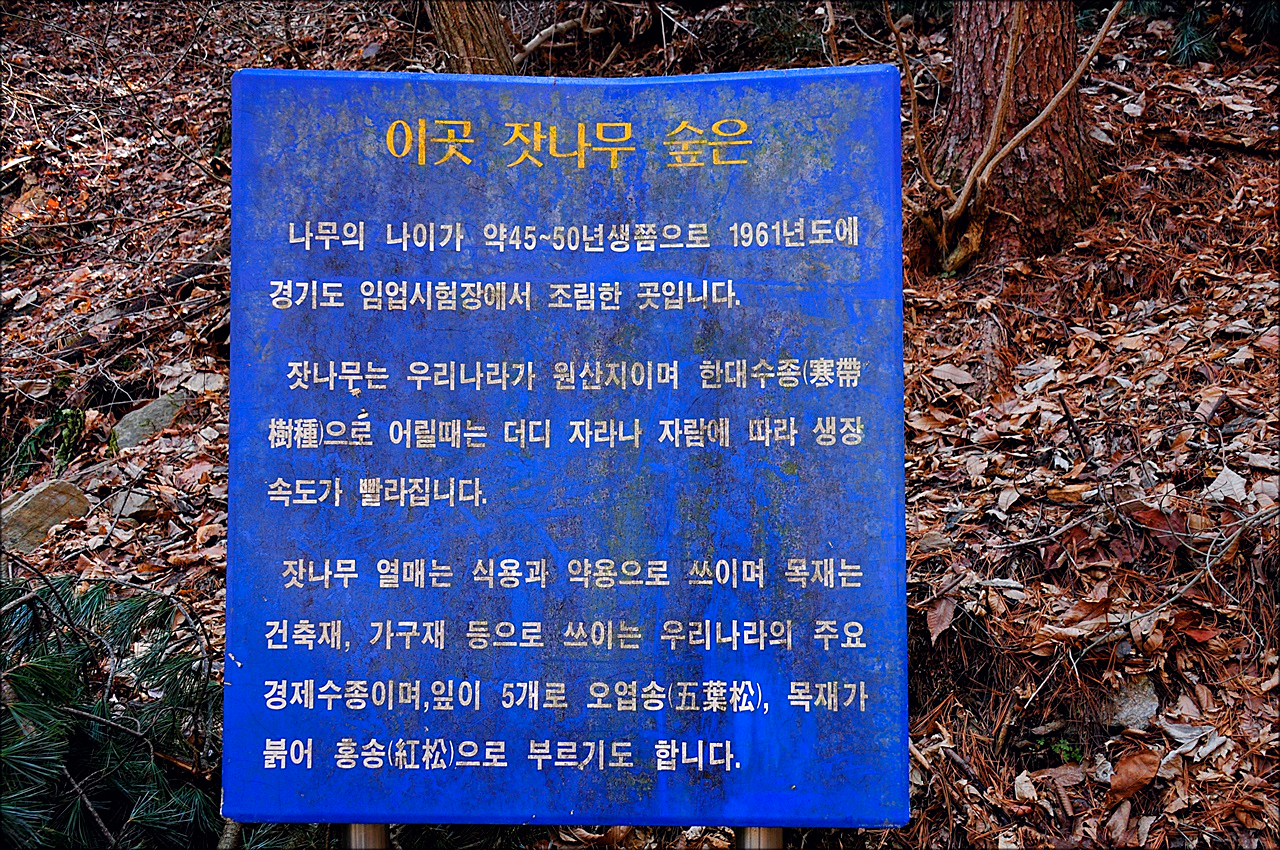 이곳 잣나무 숲은
나무의 나이가 약45~50년생쯤으로 1961년도에
경기도 임업시험장에서 조림한 곳입니다.
잣나무는 우리나라가 원산지이며 한대수종(寒帶
樹種)으로 어릴때는 더디 자라나 자람에 따라 생장
속도가 빨라집니다.
잣나무 열매는 식용과 약용으로 쓰이며 목재는
건축재, 가구재 등으로 쓰이는 우리나라의 주요
경제수종이며,잎이 5개로 오엽송(五葉松), 목재가
붉어 홍송(紅松)으로 부르기도 합니다.